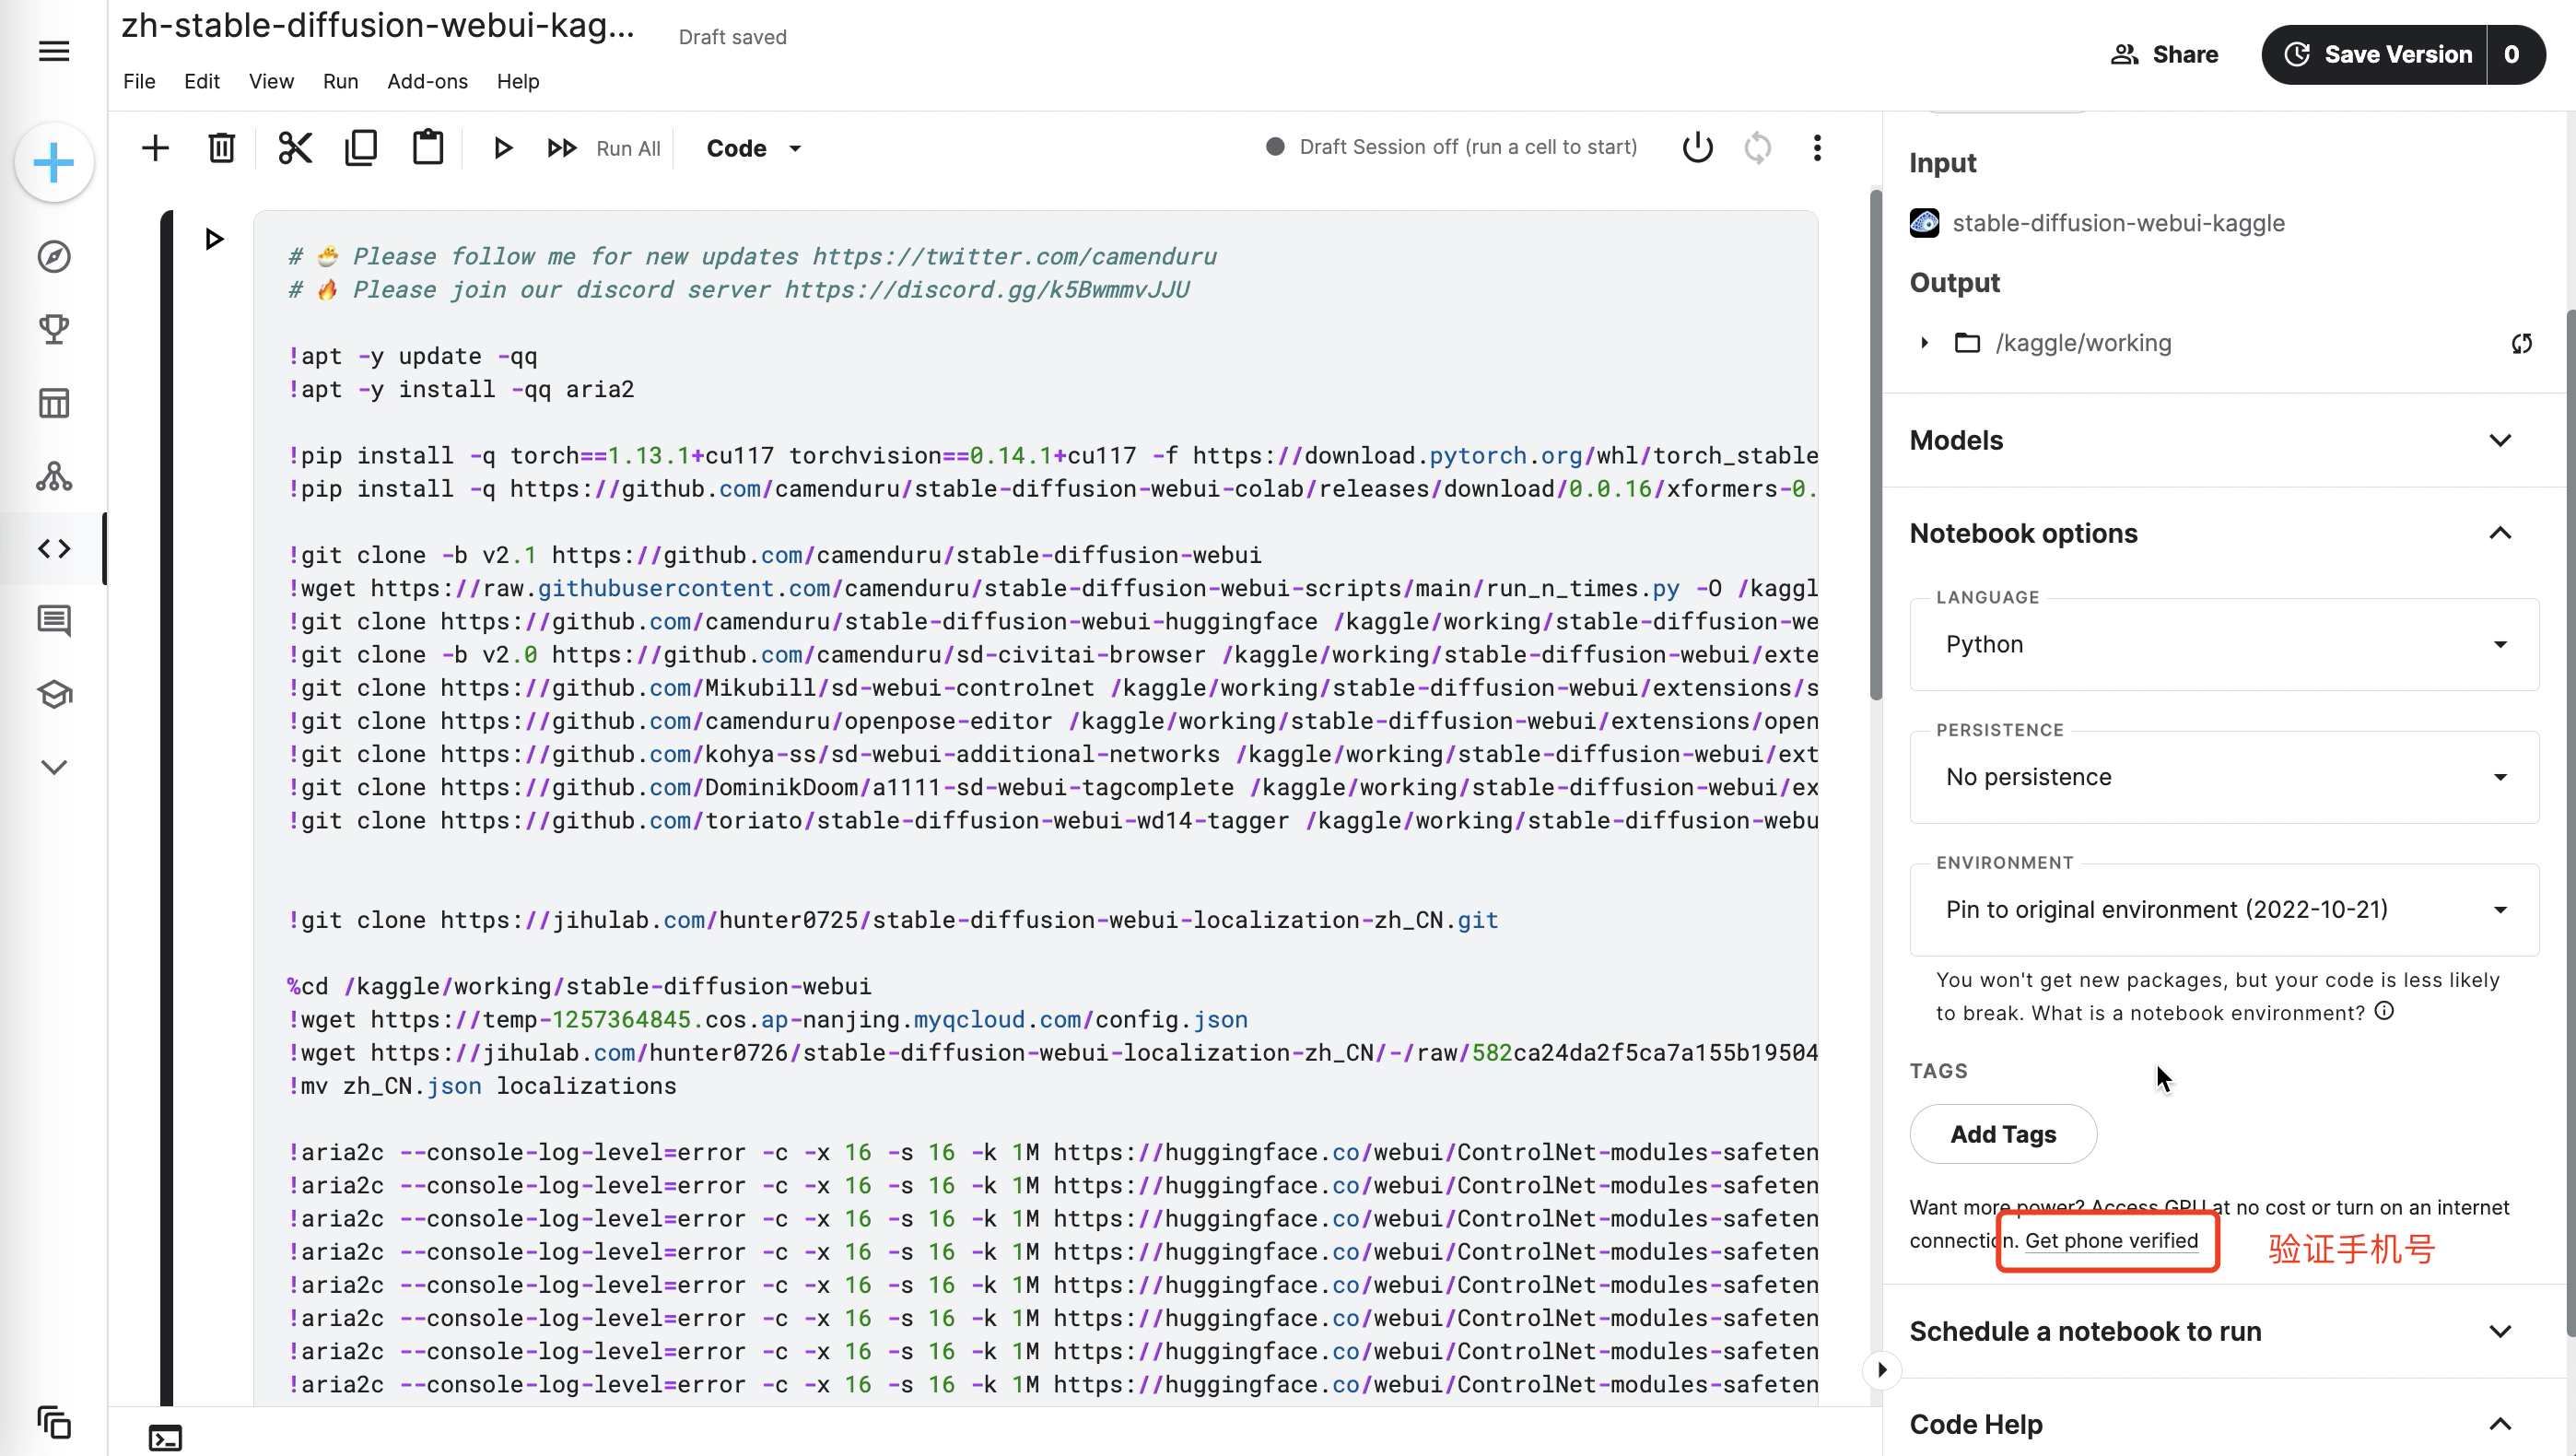 zh-stable-diffusion-webui-kag...
Draft saved
File Edit View Run Add-ons Help
Share
Save Version 0
Run All
Code
Draft Session off (run a cell to start)
# 🐣 Please follow me for new updates https://twitter.com/camenduru
# 🔥 Please join our discord server https://discord.gg/k5BwmmvJJU
!apt -y update -qq
!apt -y install -qq aria2
!pip install -q torch==1.13.1+cu117 torchvision==0.14.1+cu117 -f https://download.pytorch.org/whl/torch_stable
!pip install -q https://github.com/camenduru/stable-diffusion-webui-colab/releases/download/0.0.16/xformers-0.
!git clone -b v2.1 https://github.com/camenduru/stable-diffusion-webui
!wget https://raw.githubusercontent.com/camenduru/stable-diffusion-webui-scripts/main/run_n_times.py -O /kaggl
!git clone https://github.com/camenduru/stable-diffusion-webui-huggingface /kaggle/working/stable-diffusion-we
!git clone -b v2.0 https://github.com/camenduru/sd-civitai-browser /kaggle/working/stable-diffusion-webui/exte
!git clone https://github.com/Mikubill/sd-webui-controlnet /kaggle/working/stable-diffusion-webui/extensions/s
!git clone https://github.com/camenduru/openpose-editor /kaggle/working/stable-diffusion-webui/extensions/open
!git clone https://github.com/kohya-ss/sd-webui-additional-networks /kaggle/working/stable-diffusion-webui/ext
!git clone https://github.com/DominikDoom/a1111-sd-webui-tagcomplete /kaggle/working/stable-diffusion-webui/ex
!git clone https://github.com/toriato/stable-diffusion-webui-wd14-tagger /kaggle/working/stable-diffusion-webu
!git clone https://jihulab.com/hunter0725/stable-diffusion-webui-localization-zh_CN.git
%cd /kaggle/working/stable-diffusion-webui
!wget https://temp-1257364845.cos.ap-nanjing.myqcloud.com/config.json
!wget https://jihulab.com/hunter0726/stable-diffusion-webui-localization-zh_CN/-/raw/582ca24da2f5ca7a155b19504
!mv zh_CN.json localizations
!aria2c --console-log-level=error -c -x 16 -s 16 -k 1M https://huggingface.co/webui/ControlNet-modules-safeten
!aria2c --console-log-level=error -c -x 16 -s 16 -k 1M https://huggingface.co/webui/ControlNet-modules-safeten
!aria2c --console-log-level=error -c -x 16 -s 16 -k 1M https://huggingface.co/webui/ControlNet-modules-safeten
!aria2c --console-log-level=error -c -x 16 -s 16 -k 1M https://huggingface.co/webui/ControlNet-modules-safeten
!aria2c --console-log-level=error -c -x 16 -s 16 -k 1M https://huggingface.co/webui/ControlNet-modules-safeten
!aria2c --console-log-level=error -c -x 16 -s 16 -k 1M https://huggingface.co/webui/ControlNet-modules-safeten
!aria2c --console-log-level=error -c -x 16 -s 16 -k 1M https://huggingface.co/webui/ControlNet-modules-safeten
!aria2c --console-log-level=error -c -x 16 -s 16 -k 1M https://huggingface.co/webui/ControlNet-modules-safeten
Input
stable-diffusion-webui-kaggle
Output
/kaggle/working
Models
Notebook options
LANGUAGE
Python
PERSISTENCE
No persistence
ENVIRONMENT
Pin to original environment (2022-10-21)
You won't get new packages, but your code is less likely
to break. What is a notebook environment?
TAGS
Add Tags
Want more power? Access GPU at no cost or turn on an internet
connection. Get phone verified
验证手机号
Schedule a notebook to run
Code Help